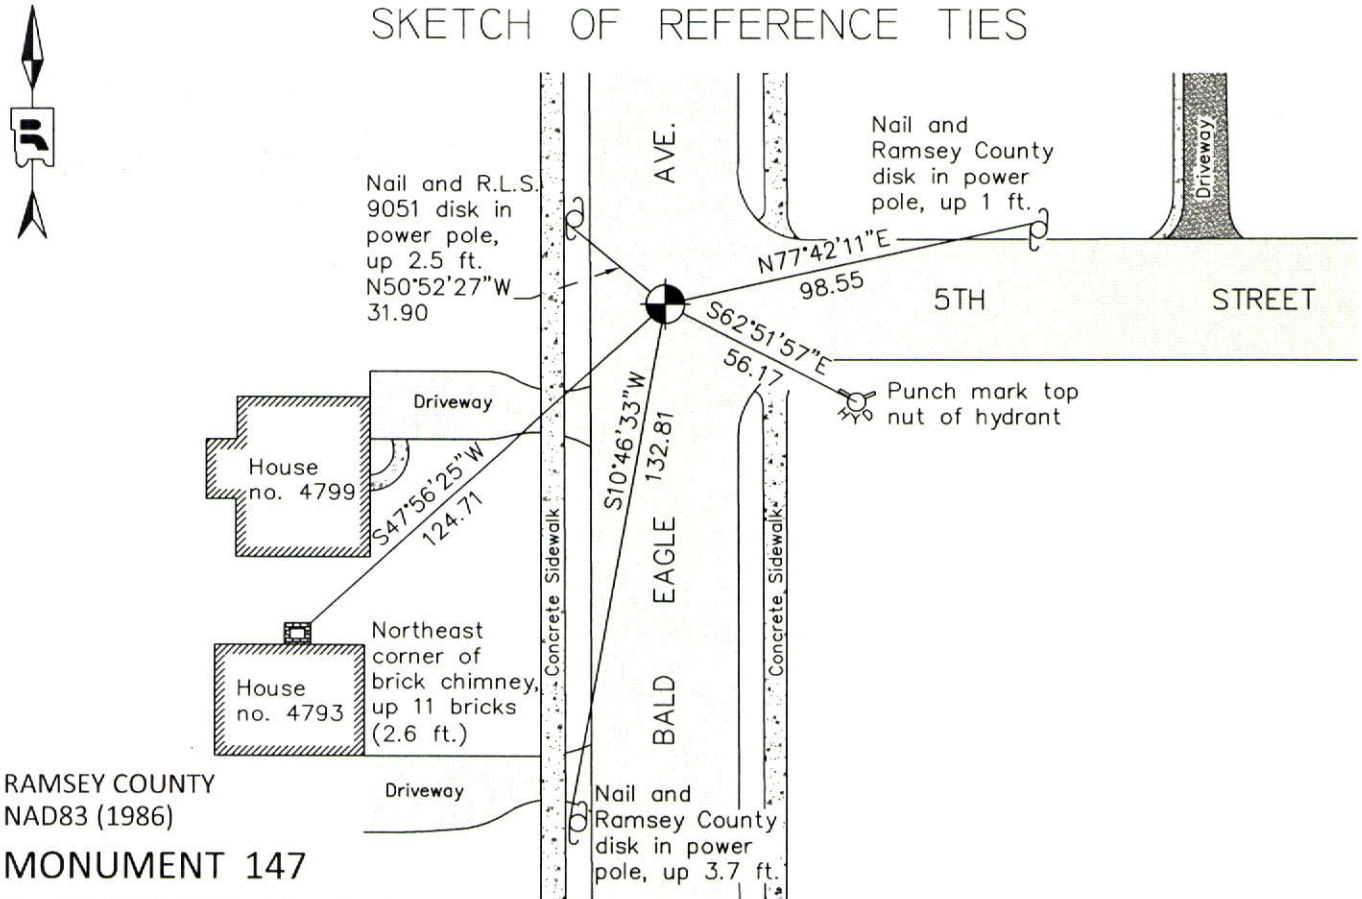 SKETCH OF REFERENCE TIES
AVE.
Nail and
Ramsey County
disk in power
pole, up 1 ft.
Driveway
Nail and R.L.S.
9051 disk in
power pole,
up 2.5 ft.
N50°52'27"W
31.90
N77°42'11"E
98.55
5TH STREET
S62°51'57"E
56.17
Punch mark top
nut of hydrant
HYD
Driveway
House
no. 4799
S47°56'25"W
124.71
S10°46'33"W
132.81
Concrete Sidewalk
BALD EAGLE
Concrete Sidewalk
Northeast
corner of
brick chimney,
up 11 bricks
(2.6 ft.)
House
no. 4793
Driveway
Nail and
Ramsey County
disk in power
pole, up 3.7 ft.
RAMSEY COUNTY
NAD83 (1986)
MONUMENT 147